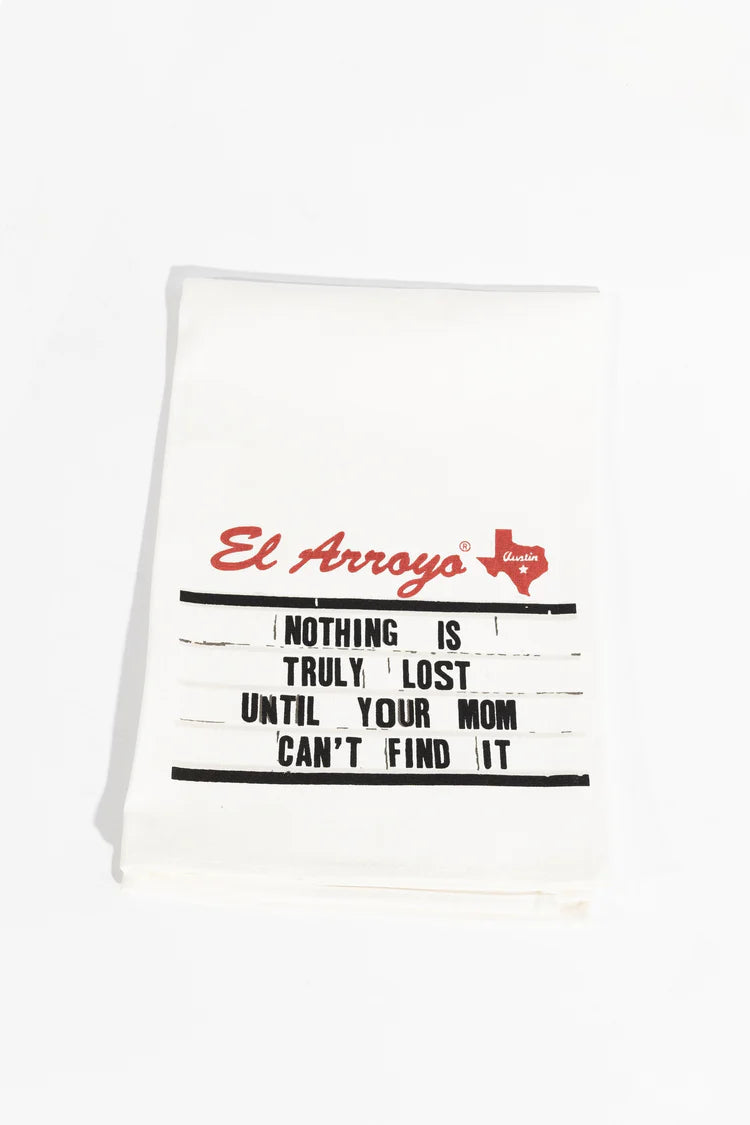 El Arroyo®
Austin
NOTHING IS
TRULY LOST
UNTIL YOUR MOM
CAN'T FIND IT